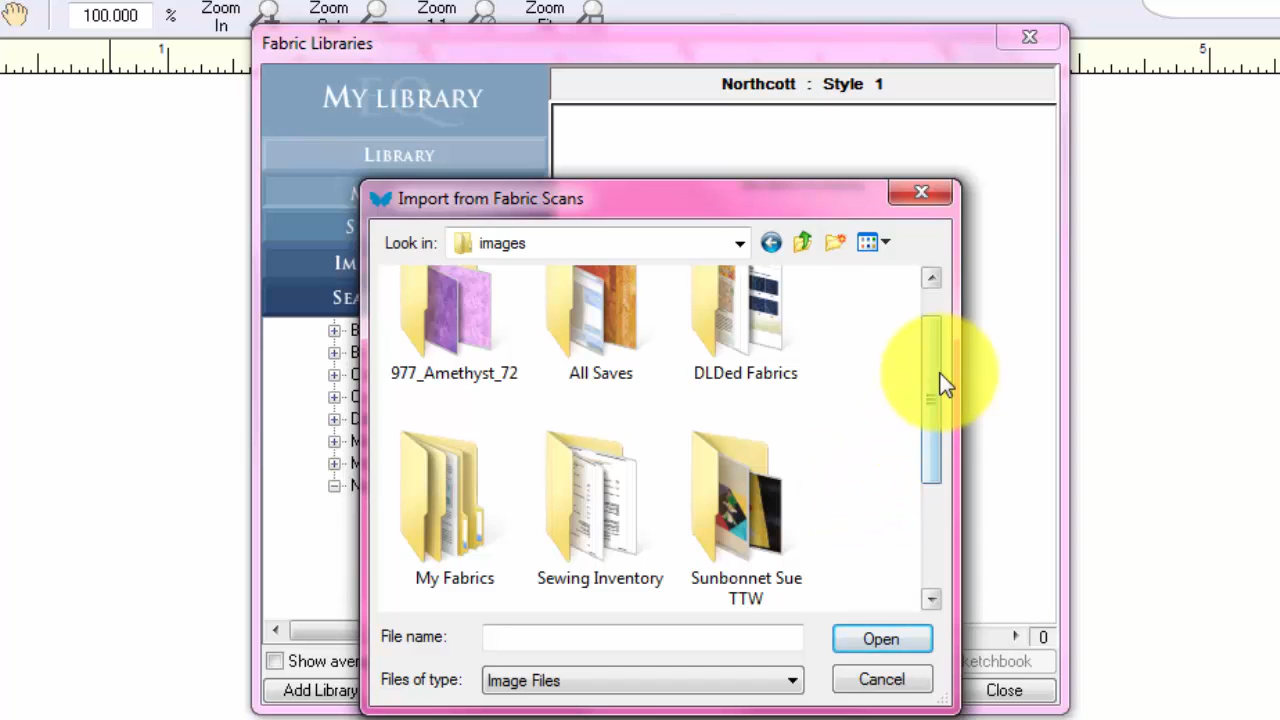 100.000
%
Zoom
In
Zoom
Zoom
Zoom
1
5
Fabric Libraries
MY LIBRARY
Northcott : Style 1
LIBRARY
Import from Fabric Scans
Look in:
images
977_Amethyst_72
All Saves
DLDed Fabrics
My Fabrics
Sewing Inventory
Sunbonnet Sue
TTW
File name:
Open
0
Files of type:
Image Files
Cancel
Show aver
ketchbook
Add Library
Close